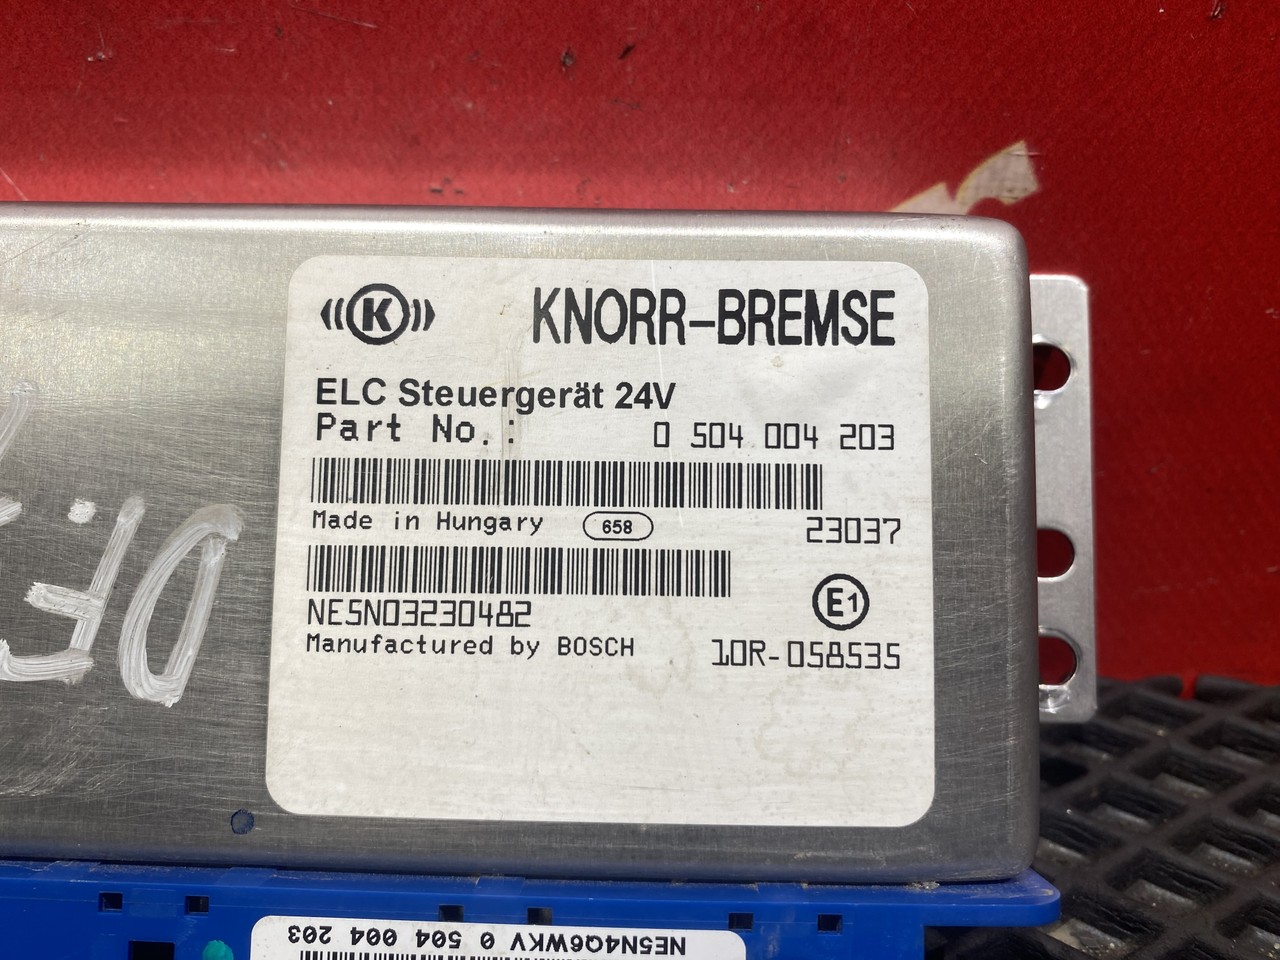 K KNORR-BREMSE
ELC Steuergerät 24V
Part No.: 0 504 004 203
Made in Hungary 658 23037
NE5N03230482 E1
Manufactured by BOSCH 10R-058535
NE5N4Q6WKV 0 504 004 203